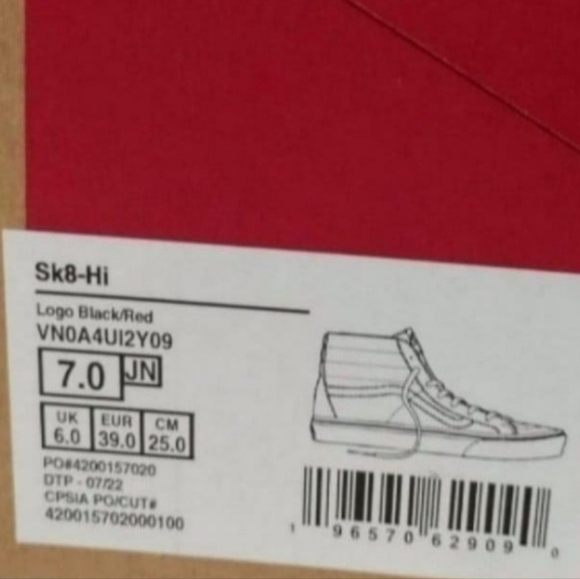 Sk8-Hi
Logo Black/Red
VN0A4UI2Y09
7.0 JN
UK EUR CM
6.0 39.0 25.0
PO#4200157020
DTP - 07/22
CPSIA PO/CUT#
420015702000100
1 96570 62909 0